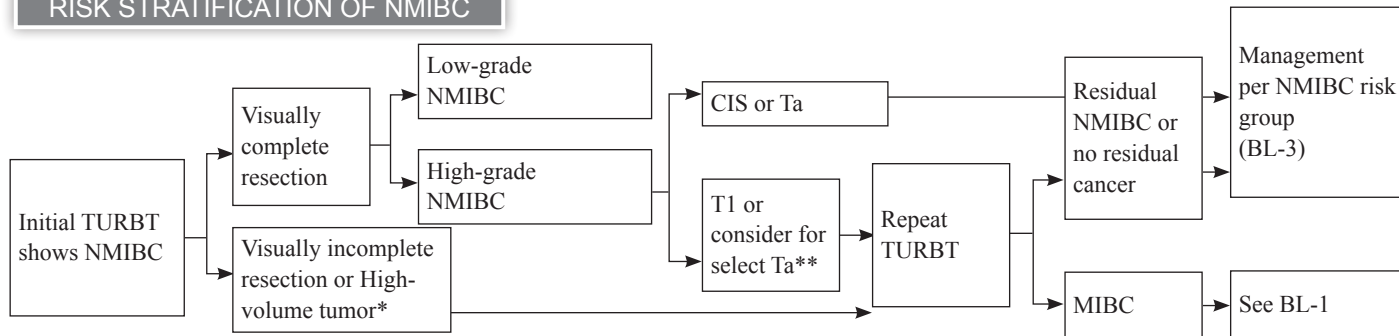 RISK STRATIFICATION OF NMIBC
Initial TURBT
shows NMIBC
Visually
complete
resection
Visually incomplete
resection or High-
volume tumor*
Low-grade
NMIBC
High-grade
NMIBC
CIS or Ta
T1 or
consider for
select Ta**
Repeat
TURBT
Residual
NMIBC or
no residual
cancer
MIBC
Management
per NMIBC risk
group
(BL-3)
See BL-1